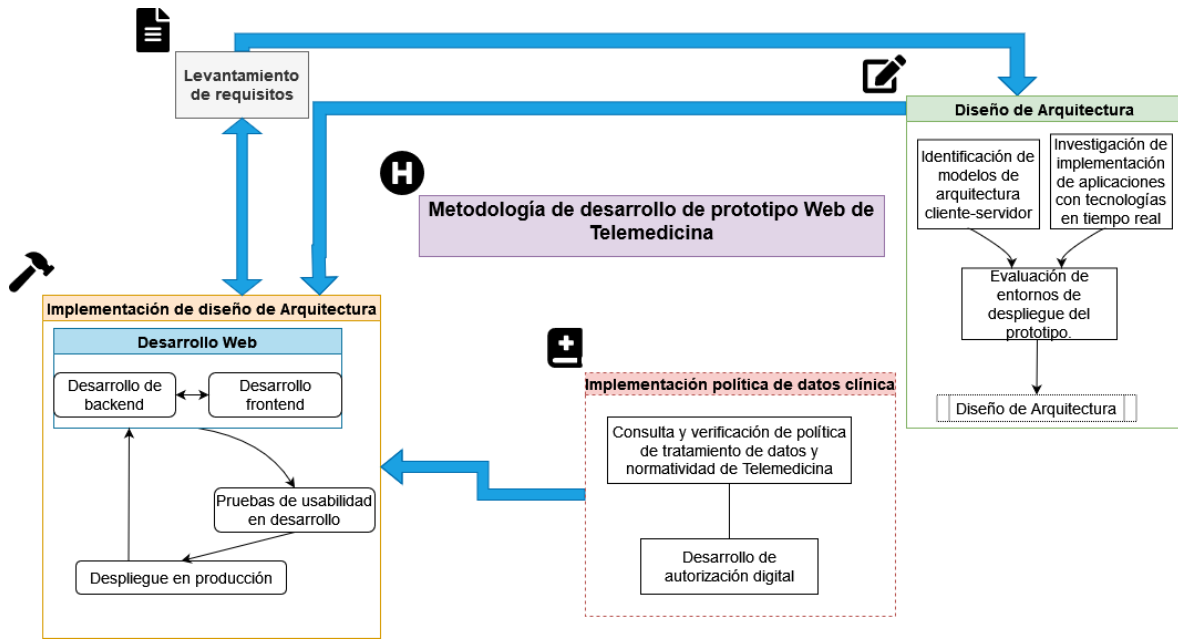 Levantamiento
de requisitos
Diseño de Arquitectura
Identificación de
modelos de
arquitectura
cliente-servidor
Investigación de
implementación
de aplicaciones
con tecnologías
en tiempo real
Evaluación de
entornos de
despliegue del
prototipo.
Diseño de Arquitectura
H
Metodología de desarrollo de prototipo Web de
Telemedicina
Implementación de diseño de Arquitectura
Desarrollo Web
Desarrollo de
backend
Desarrollo
frontend
Pruebas de usabilidad
en desarrollo
Despliegue en producción
Implementación política de datos clínica
Consulta y verificación de política
de tratamiento de datos y
normatividad de Telemedicina
Desarrollo de
autorización digital